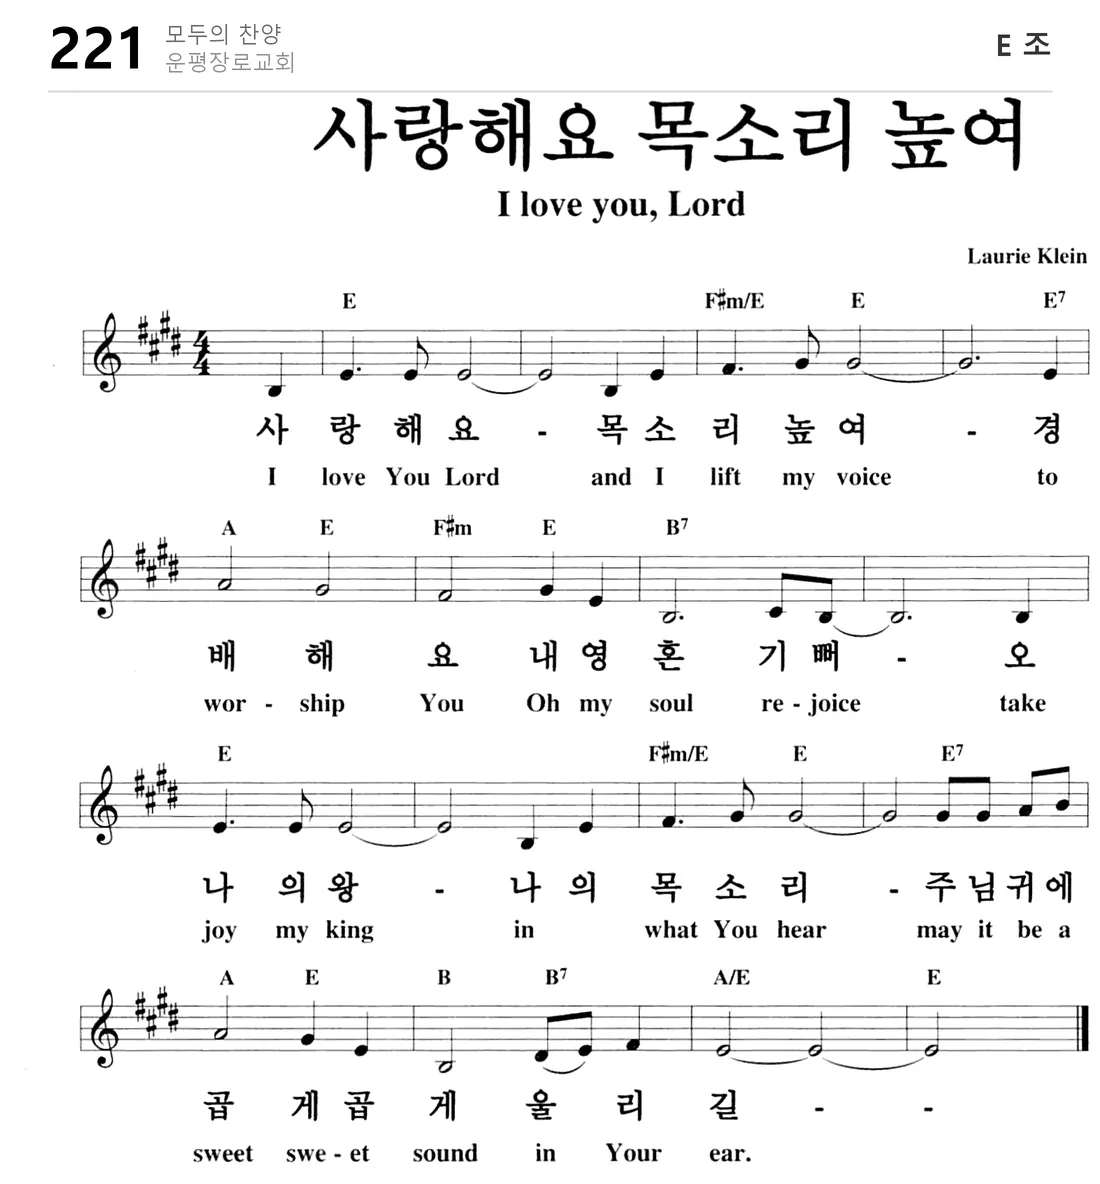 221 모두의 찬양
운평장로교회
E 조
사랑해요 목소리 높여
I love you, Lord
Laurie Klein
E F♯m/E E E7
사 랑 해 요 - 목 소 리 높 여 - 경
I love You Lord and I lift my voice to
A E F♯m E B7
배 해 요 내 영 혼 기 뻐 - 오
wor - ship You Oh my soul re - joice take
E F♯m/E E E7
나 의 왕 - 나 의 목 소 리 - 주 님 귀 에
joy my king in what You hear may it be a
A E B B7 A/E E
곱 게 곱 게 울 리 길 - -
sweet swe - et sound in Your ear.